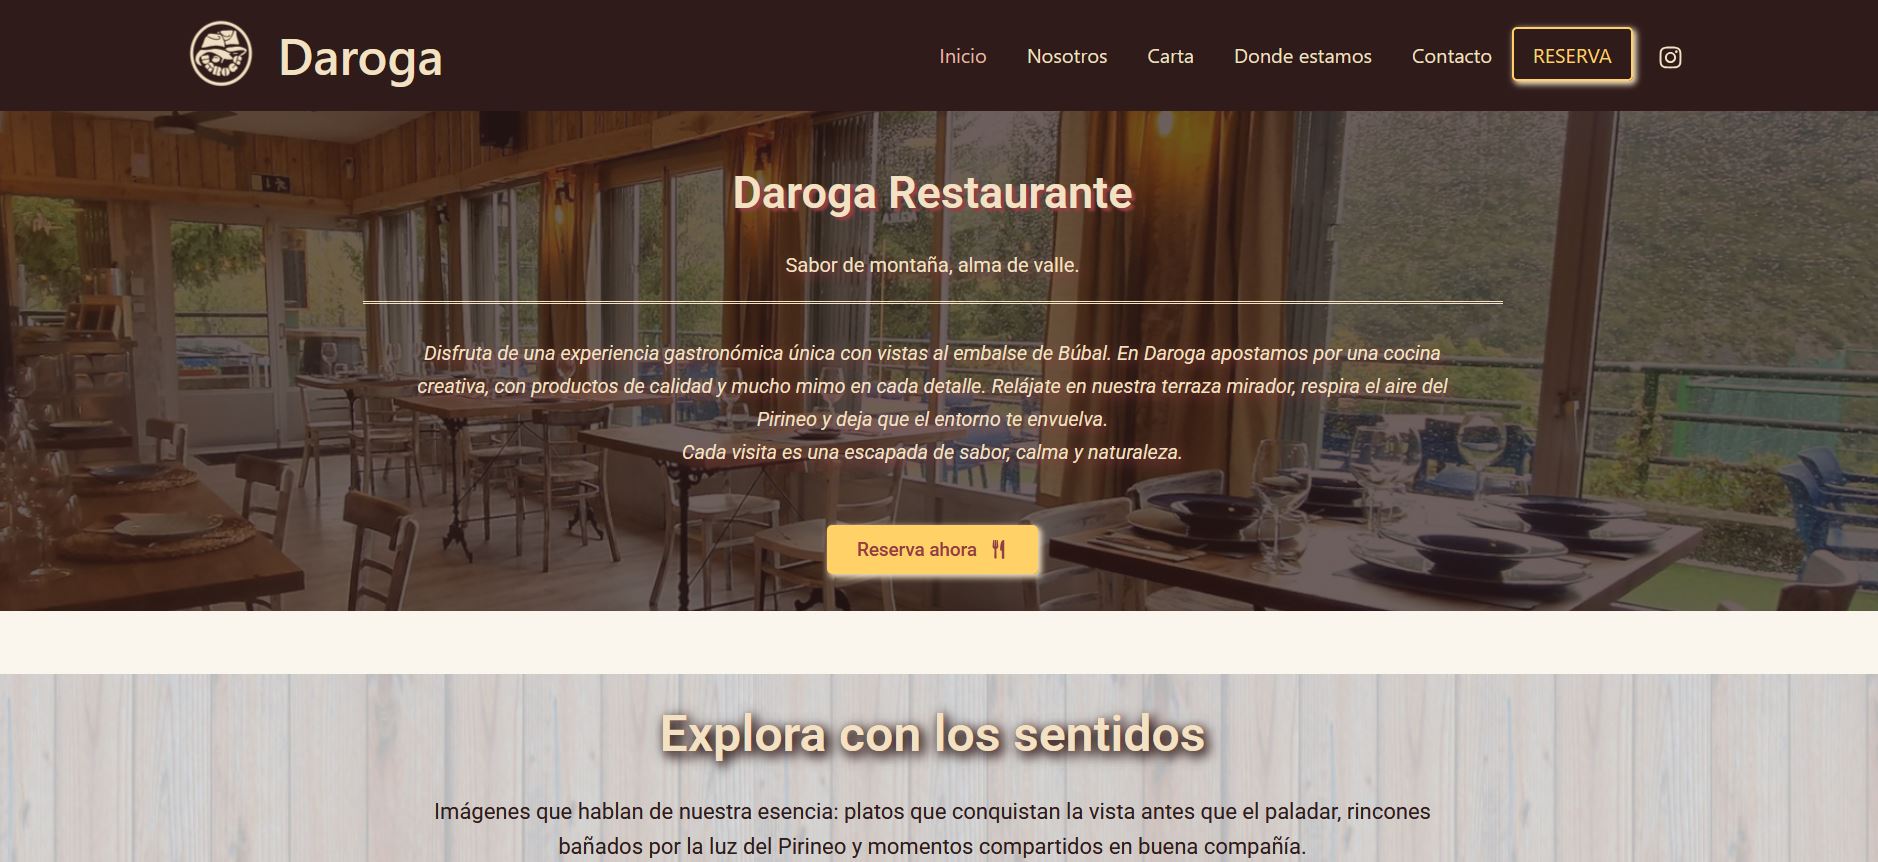 DAROGA
Daroga
Inicio
Nosotros
Carta
Donde estamos
Contacto
RESERVA
Daroga Restaurante
Sabor de montaña, alma de valle.
Disfruta de una experiencia gastronómica única con vistas al embalse de Búbal. En Daroga apostamos por una cocina
creativa, con productos de calidad y mucho mimo en cada detalle. Relájate en nuestra terraza mirador, respira el aire del
Pirineo y deja que el entorno te envuelva.
Cada visita es una escapada de sabor, calma y naturaleza.
Reserva ahora
Explora con los sentidos
Imágenes que hablan de nuestra esencia: platos que conquistan la vista antes que el paladar, rincones
bañados por la luz del Pirineo y momentos compartidos en buena compañía.